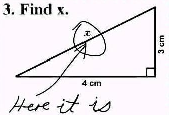 3. Find x.
x
3 cm
4 cm
Here it is